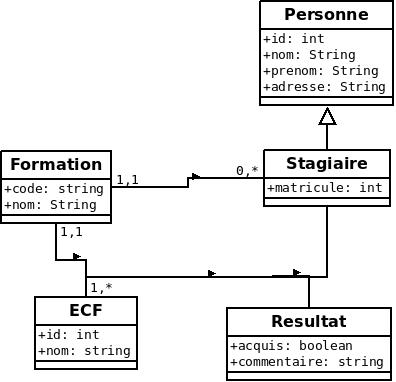 Personne
+id: int
+nom: String
+prenom: String
+adresse: String
Formation
+code: string
+nom: String
1,1
0,*
Stagiaire
+matricule: int
1,1
1,*
ECF
+id: int
+nom: string
Resultat
+acquis: boolean
+commentaire: string